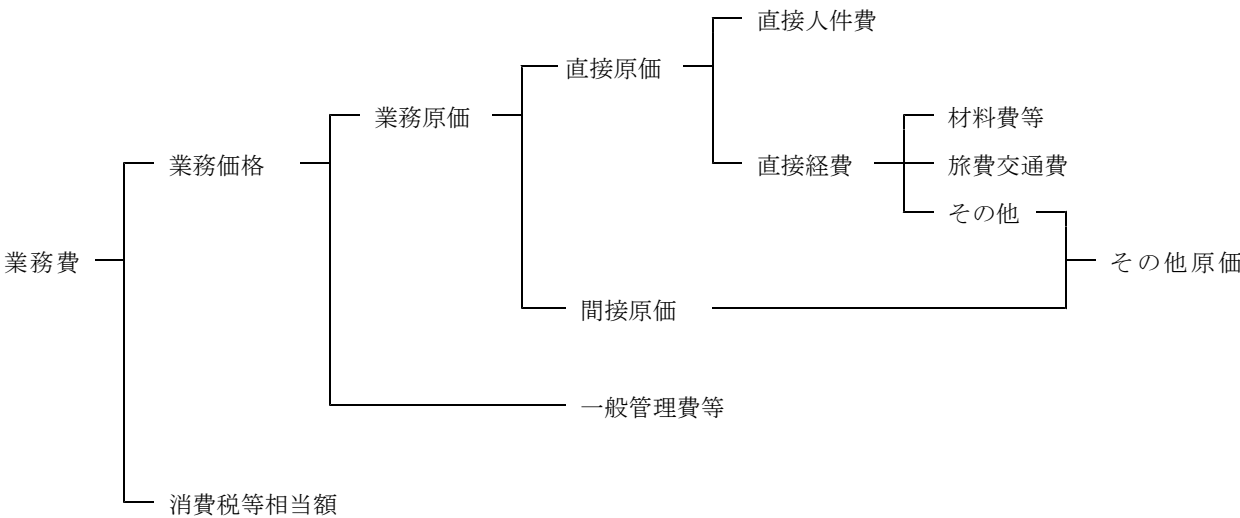 直接人件費
直接原価
業務原価
材料費等
業務価格
直接経費
旅費交通費
その他
業務費
その他原価
間接原価
一般管理費等
消費税等相当額